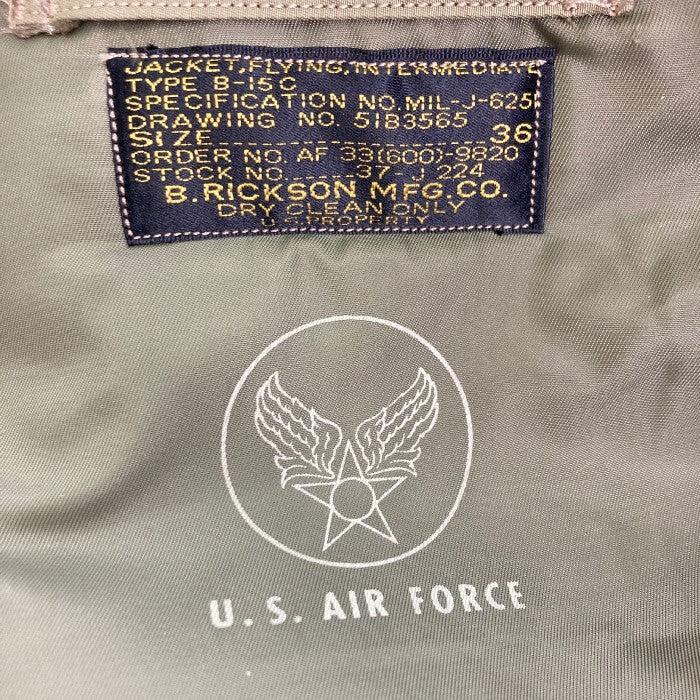 JACKET, FLYING, INTERMEDIATE
TYPE B-15C
SPECIFICATION NO. MIL-J-6251
DRAWING NO. 51B3565
SIZE 36
ORDER NO. AF 33(600)-9820
STOCK NO. 37-J 224
B. RICKSON MFG. CO.
DRY CLEAN ONLY
U.S. PROPERTY
U.S. AIR FORCE